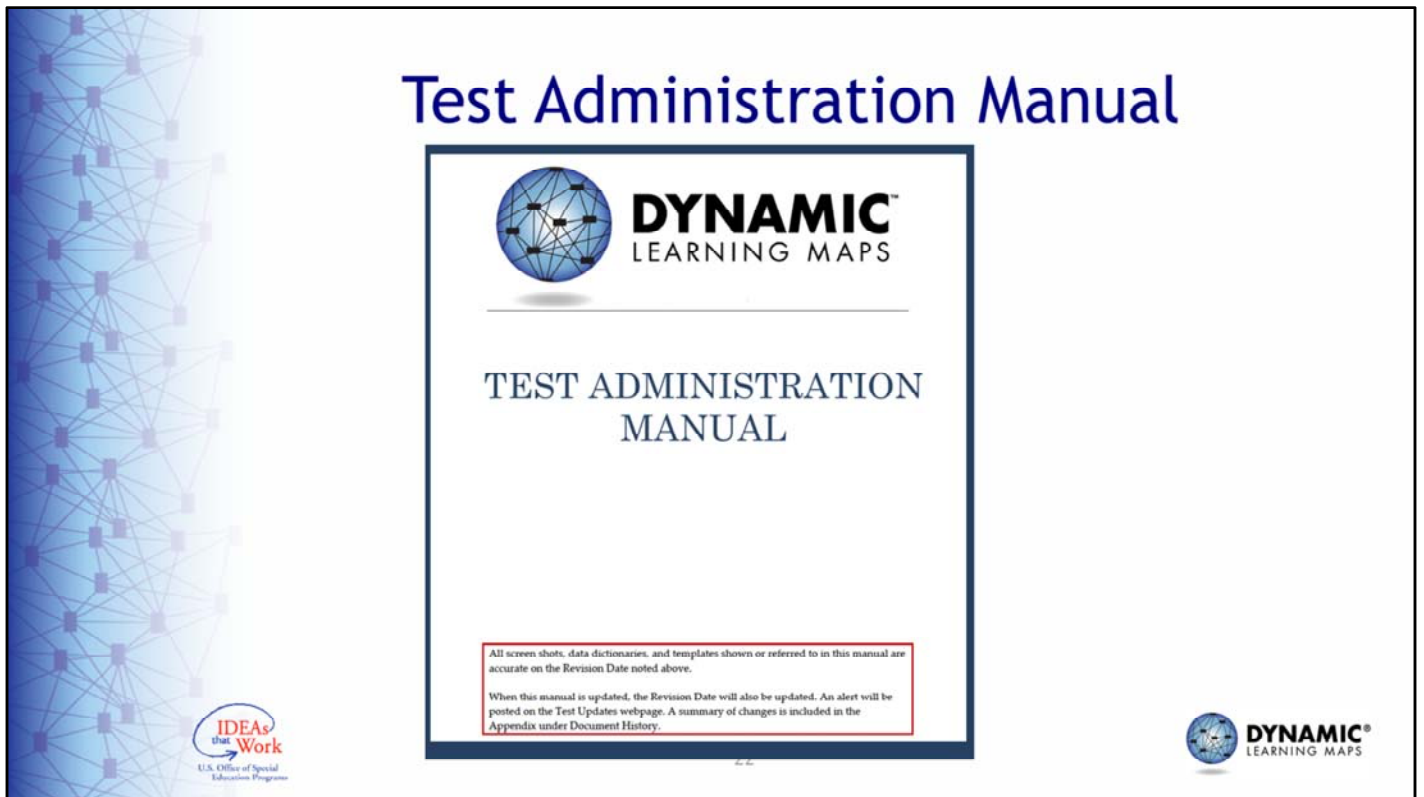 Test Administration Manual
DYNAMIC™
LEARNING MAPS
TEST ADMINISTRATION
MANUAL
All screen shots, data dictionaries, and templates shown or referred to in this manual are
accurate on the Revision Date noted above.
When this manual is updated, the Revision Date will also be updated. An alert will be
posted on the Test Updates webpage. A summary of changes is included in the
Appendix under Document History.
IDEAs
that Work
U.S. Office of Special
Education Programs
22
DYNAMIC®
LEARNING MAPS